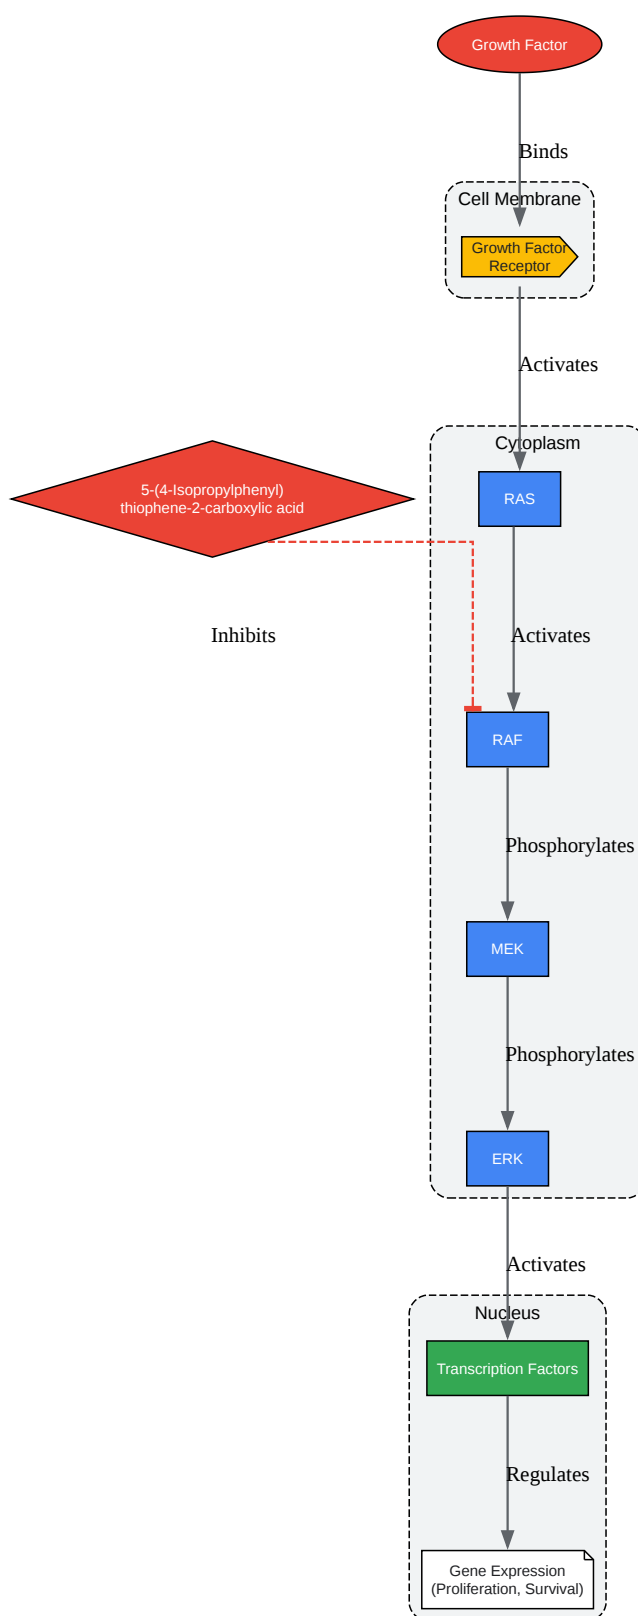 Growth Factor
Binds
Cell Membrane
Growth Factor
Receptor
Activates
Cytoplasm
5-(4-Isopropylphenyl)
thiophene-2-carboxylic acid
RAS
Inhibits
Activates
RAF
Phosphorylates
MEK
Phosphorylates
ERK
Activates
Nucleus
Transcription Factors
Regulates
Gene Expression
(Proliferation, Survival)